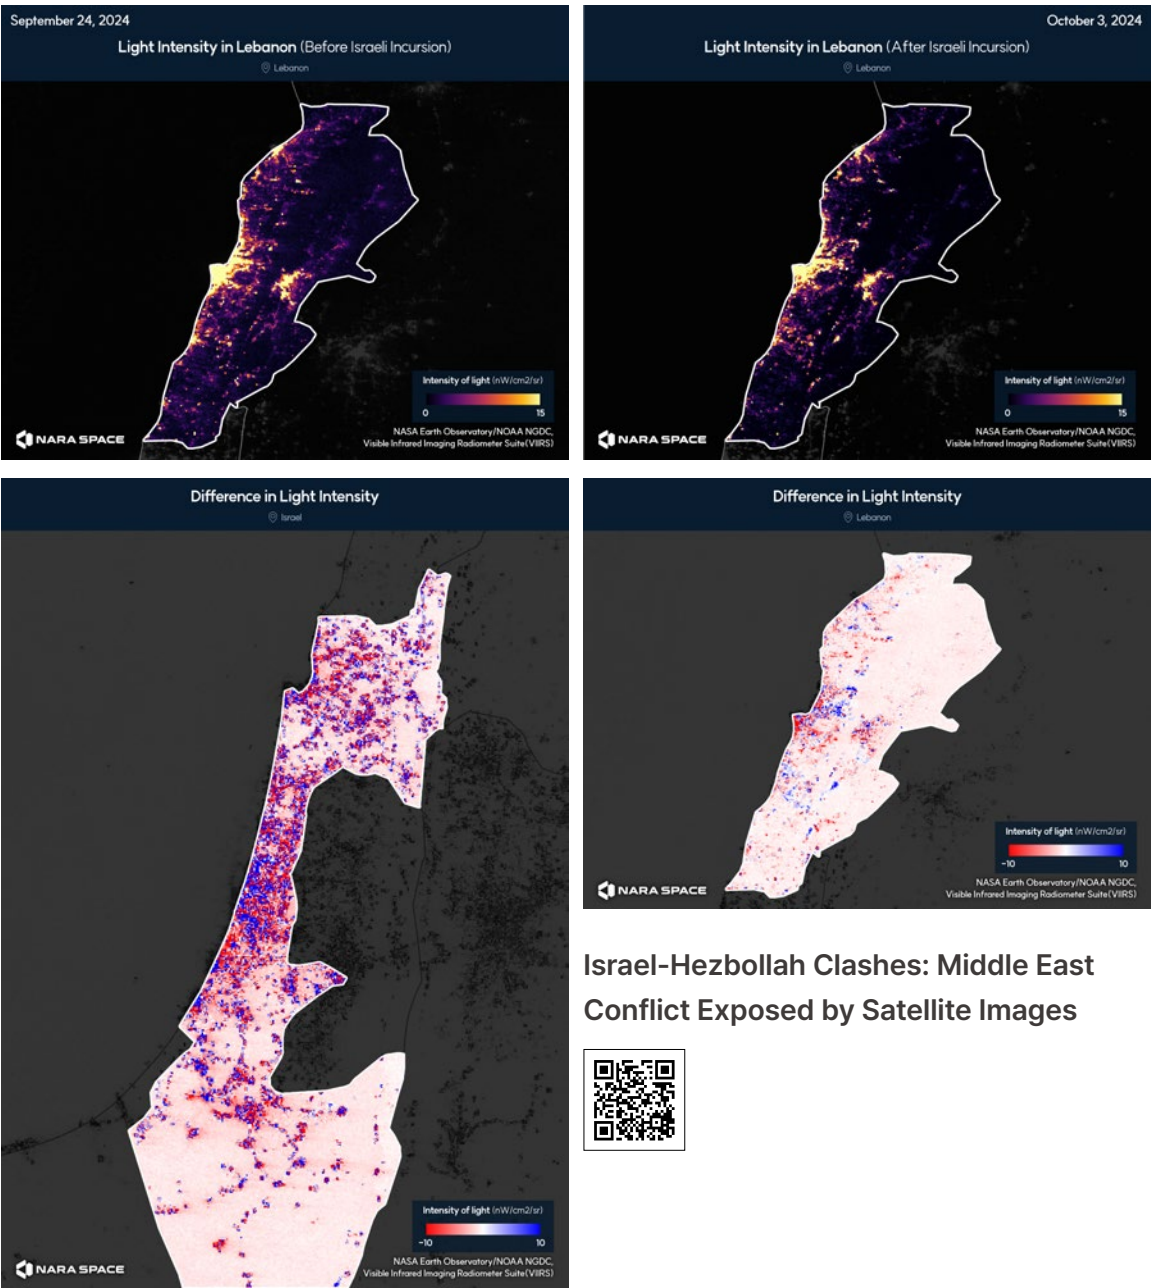 September 24, 2024
Light Intensity in Lebanon (Before Israeli Incursion)
Lebanon
Intensity of light (nW/cm2/sr)
0 15
NARA SPACE
NASA Earth Observatory/NOAA NGDC,
Visible Infrared Imaging Radiometer Suite(VIIRS)
October 3, 2024
Light Intensity in Lebanon (After Israeli Incursion)
Lebanon
Intensity of light (nW/cm2/sr)
0 15
NARA SPACE
NASA Earth Observatory/NOAA NGDC,
Visible Infrared Imaging Radiometer Suite(VIIRS)
Difference in Light Intensity
Israel
Intensity of light (nW/cm2/sr)
-10 10
NARA SPACE
NASA Earth Observatory/NOAA NGDC,
Visible Infrared Imaging Radiometer Suite(VIIRS)
Difference in Light Intensity
Lebanon
Intensity of light (nW/cm2/sr)
-10 10
NARA SPACE
NASA Earth Observatory/NOAA NGDC,
Visible Infrared Imaging Radiometer Suite(VIIRS)
Israel-Hezbollah Clashes: Middle East
Conflict Exposed by Satellite Images